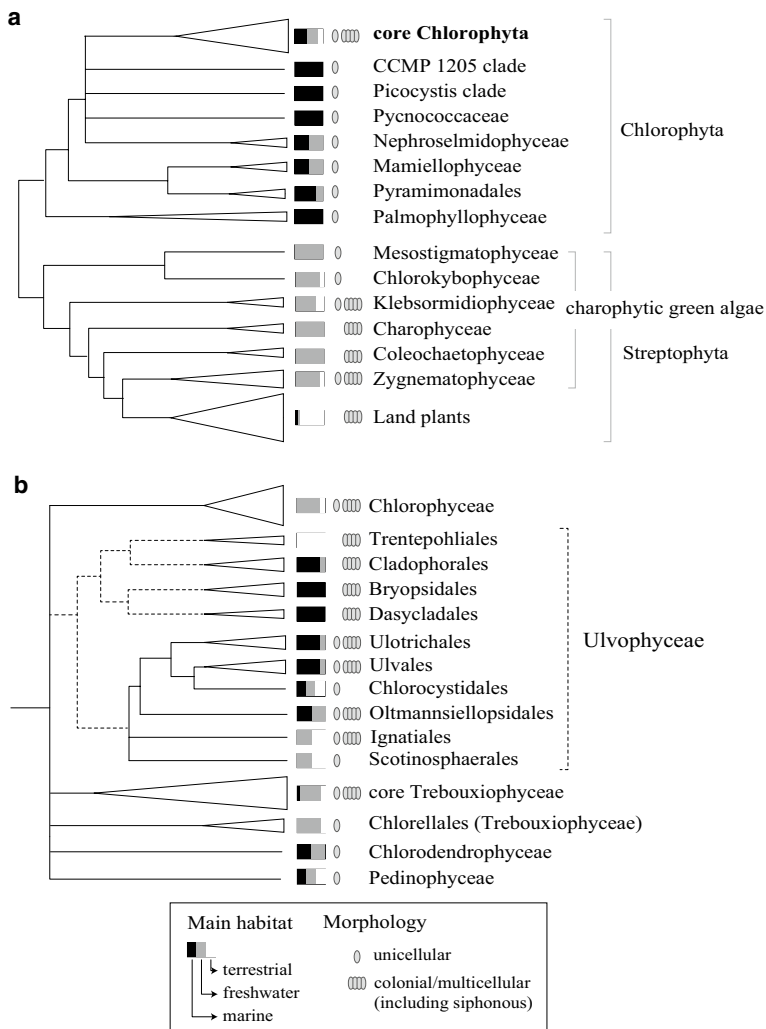 a
core Chlorophyta
CCMP 1205 clade
Picocystis clade
Pycnococcaceae
Nephroselmidophyceae
Mamiellophyceae
Pyramimonadales
Palmophyllophyceae
Chlorophyta
Mesostigmatophyceae
Chlorokybophyceae
Klebsormidiophyceae
Charophyceae
Coleochaetophyceae
Zygnematophyceae
Land plants
charophytic green algae
Streptophyta
b
Chlorophyceae
Trentepohliales
Cladophorales
Bryopsidales
Dasycladales
Ulotrichales
Ulvales
Chlorocystidales
Oltmannsiellopsidales
Ignatiales
Scotinosphaerales
Ulvophyceae
core Trebouxiophyceae
Chlorellales (Trebouxiophyceae)
Chlorodendrophyceae
Pedinophyceae
Main habitat
terrestrial
freshwater
marine
Morphology
unicellular
colonial/multicellular
(including siphonous)